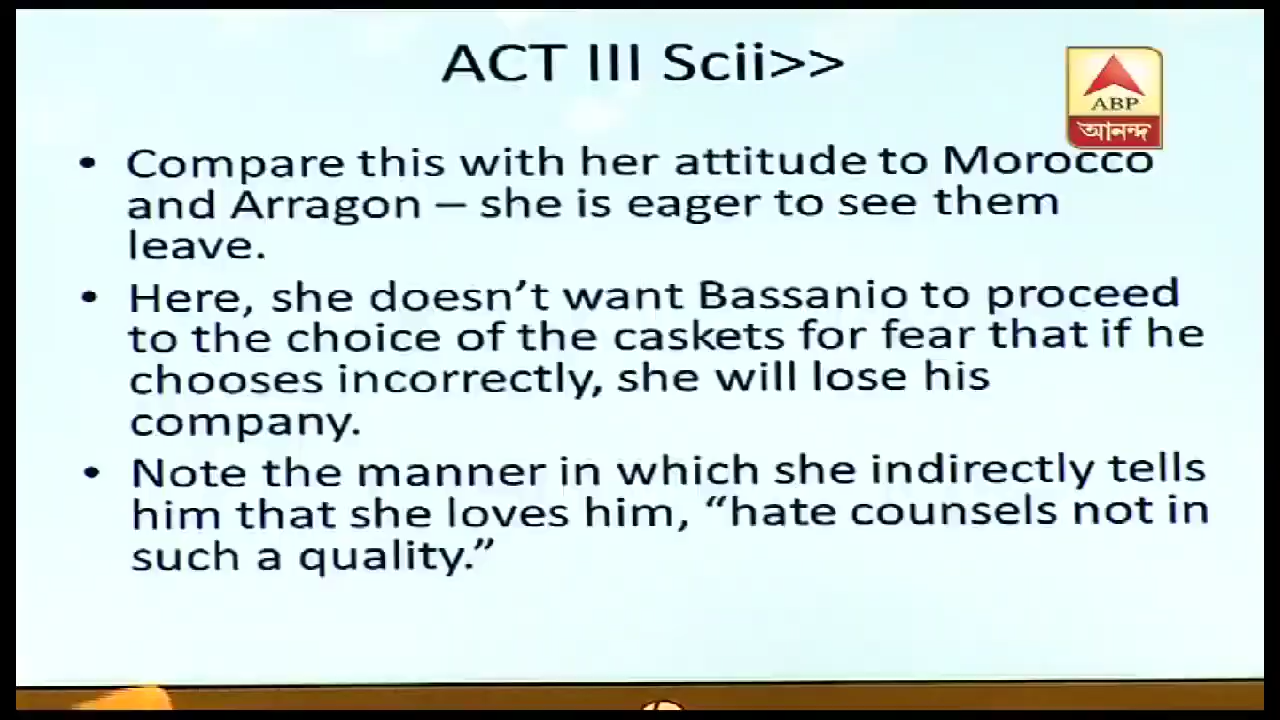 ACT III Scii>>
ABP
আনন্দ
• Compare this with her attitude to Morocco
and Arragon – she is eager to see them
leave.
• Here, she doesn’t want Bassanio to proceed
to the choice of the caskets for fear that if he
chooses incorrectly, she will lose his
company.
• Note the manner in which she indirectly tells
him that she loves him, “hate counsels not in
such a quality.”